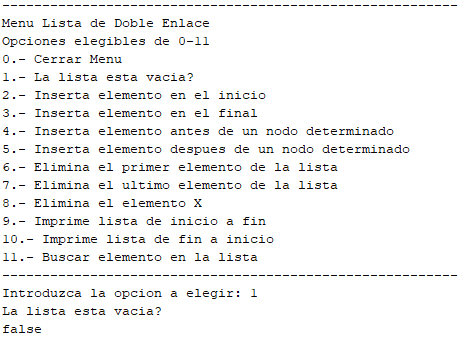 ----------------------------------------------------------
Menu Lista de Doble Enlace
Opciones elegibles de 0-11
0.- Cerrar Menu
1.- La lista esta vacia?
2.- Inserta elemento en el inicio
3.- Inserta elemento en el final
4.- Inserta elemento antes de un nodo determinado
5.- Inserta elemento despues de un nodo determinado
6.- Elimina el primer elemento de la lista
7.- Elimina el ultimo elemento de la lista
8.- Elimina el elemento X
9.- Imprime lista de inicio a fin
10.- Imprime lista de fin a inicio
11.- Buscar elemento en la lista
----------------------------------------------------------
Introduzca la opcion a elegir: 1
La lista esta vacia?
false